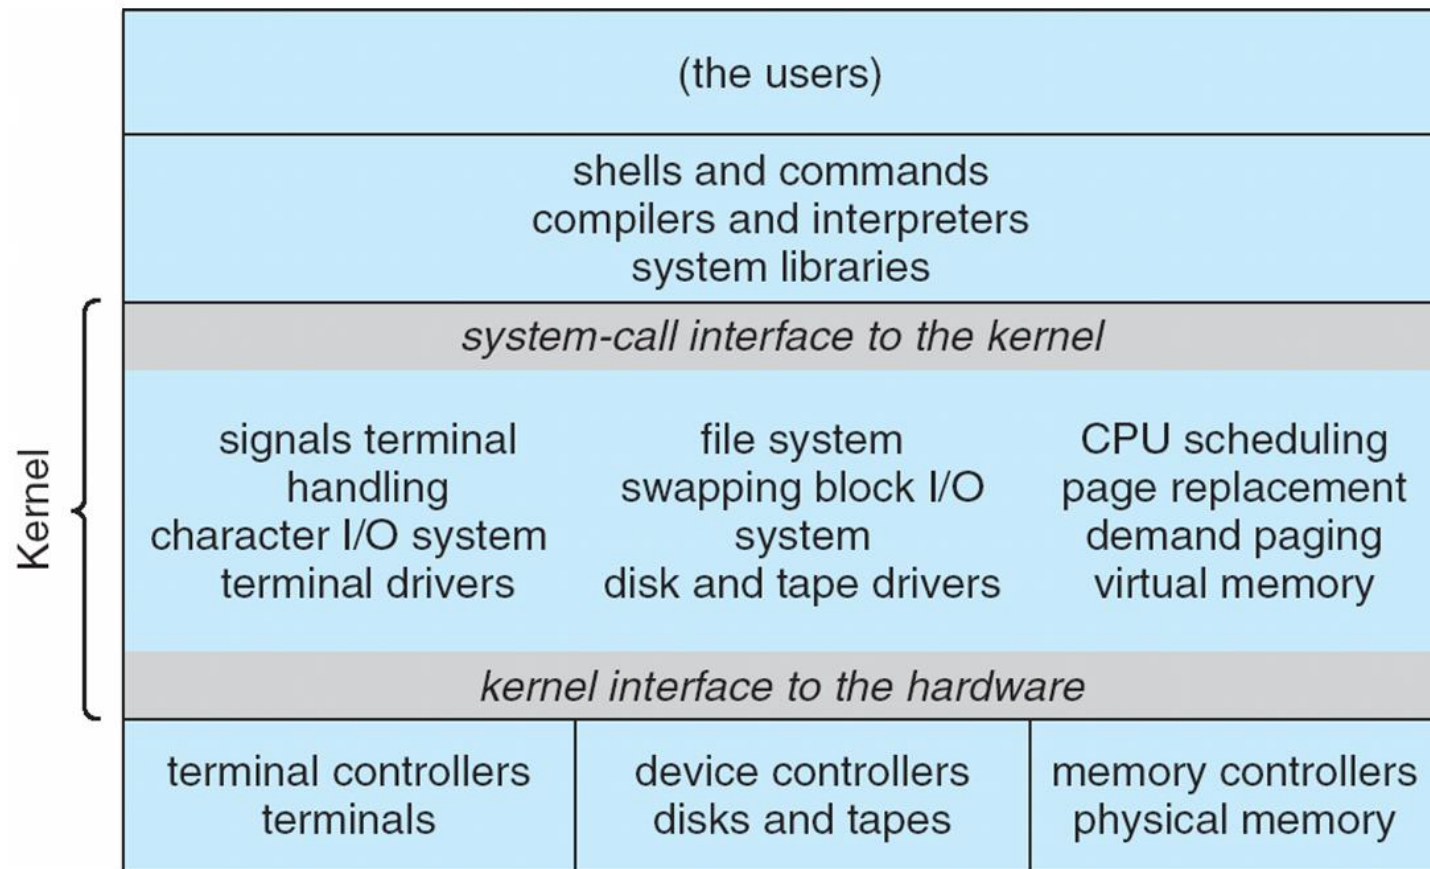 (the users)
shells and commands
compilers and interpreters
system libraries
Kernel
system-call interface to the kernel
signals terminal
handling
character I/O system
terminal drivers
file system
swapping block I/O
system
disk and tape drivers
CPU scheduling
page replacement
demand paging
virtual memory
kernel interface to the hardware
terminal controllers
terminals
device controllers
disks and tapes
memory controllers
physical memory